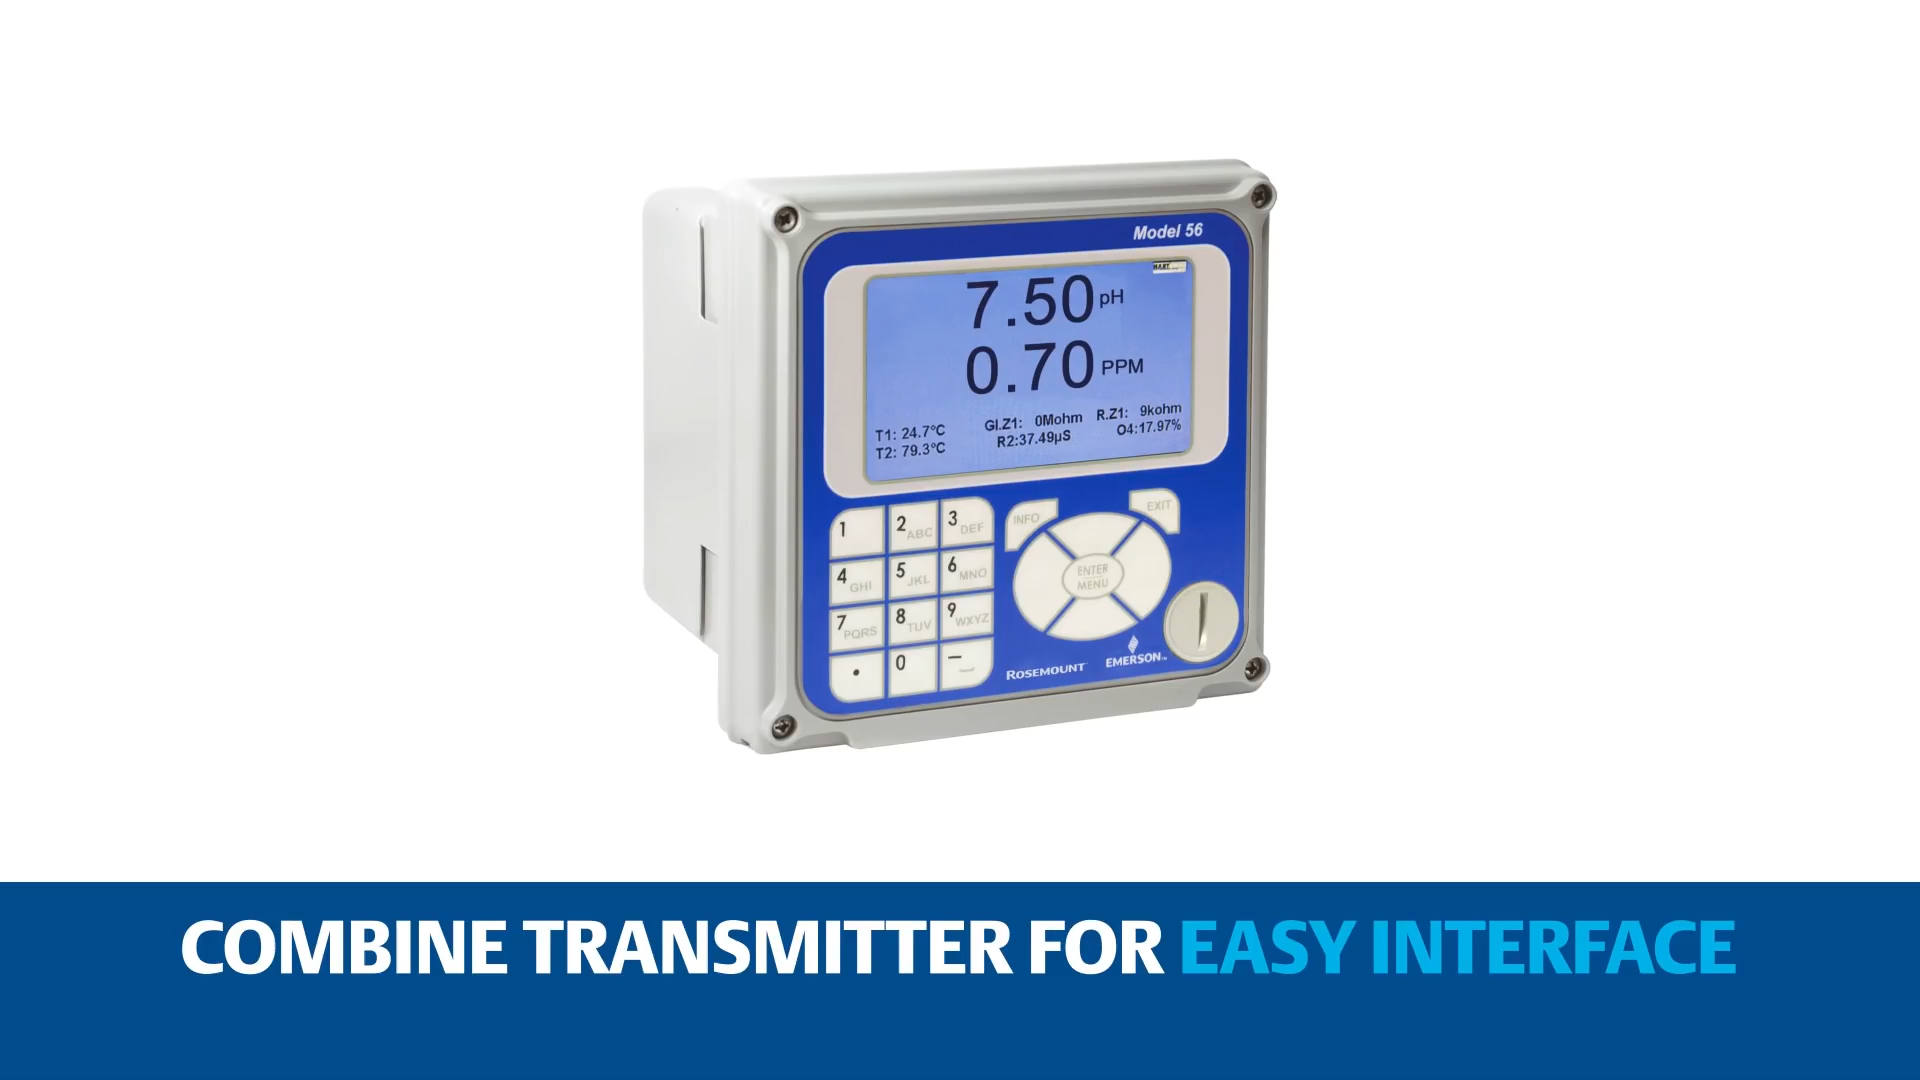 Model 56
HART
7.50 pH
0.70 PPM
T1: 24.7°C
T2: 79.3°C
Gl.Z1: 0Mohm
R2:37.49µS
R.Z1: 9kohm
O4:17.97%
1
2 ABC
3 DEF
4 GHI
5 JKL
6 MNO
7 PQRS
8 TUV
9 WXYZ
.
0
–
INFO
EXIT
ENTER
MENU
ROSEMOUNT
EMERSON™
COMBINE TRANSMITTER FOR EASY INTERFACE